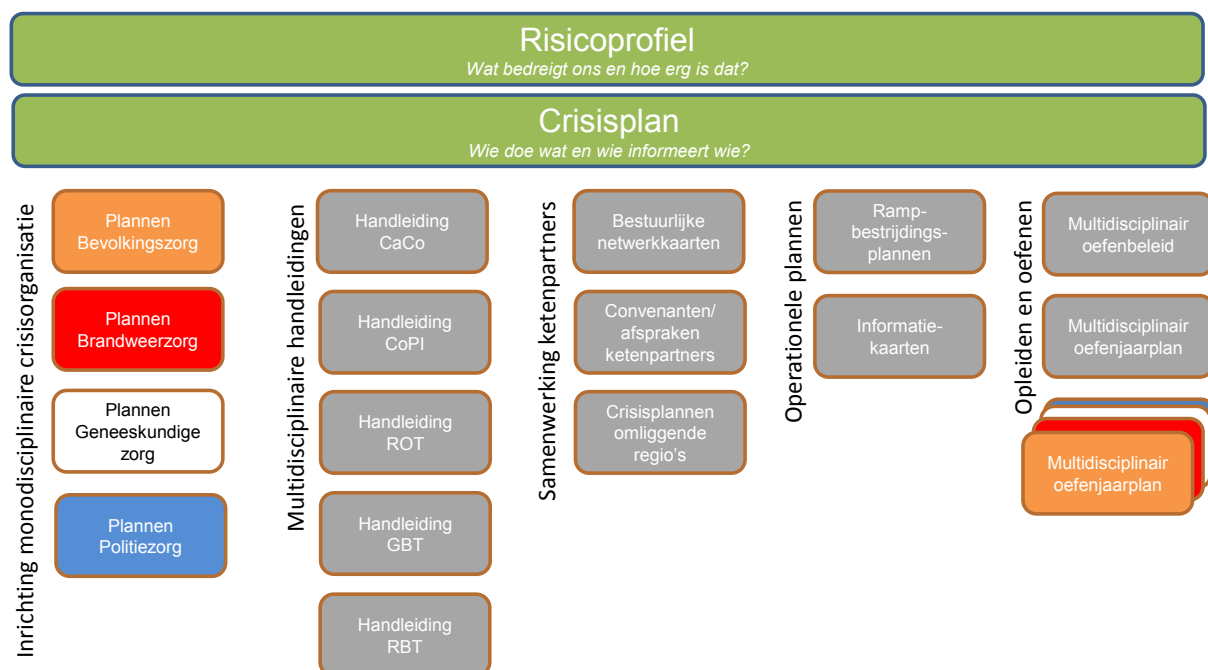 Risicoprofiel
Wat bedreigt ons en hoe erg is dat?
Crisisplan
Wie doe wat en wie informeert wie?
Inrichting monodisciplinaire crisisorganisatie
Plannen
Bevolkingszorg
Plannen
Brandweerzorg
Plannen
Geneeskundige
zorg
Plannen
Politiezorg
Multidisciplinaire handleidingen
Handleiding
CaCo
Handleiding
CoPI
Handleiding
ROT
Handleiding
GBT
Handleiding
RBT
Samenwerking ketenpartners
Bestuurlijke
netwerkkaarten
Convenanten/
afspraken
ketenpartners
Crisisplannen
omliggende
regio's
Operationele plannen
Ramp-
bestrijdings-
plannen
Informatie-
kaarten
Opleiden en oefenen
Multidisciplinair
oefenbeleid
Multidisciplinair
oefenjaarplan
Multidisciplinair
oefenjaarplan